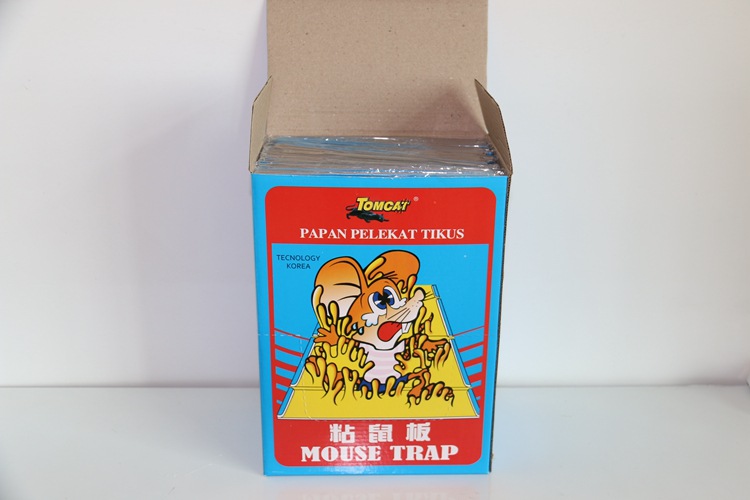 TOMCAT ®
PAPAN PELEKAT TIKUS
TECNOLOGY
KOREA
粘鼠板
MOUSE TRAP